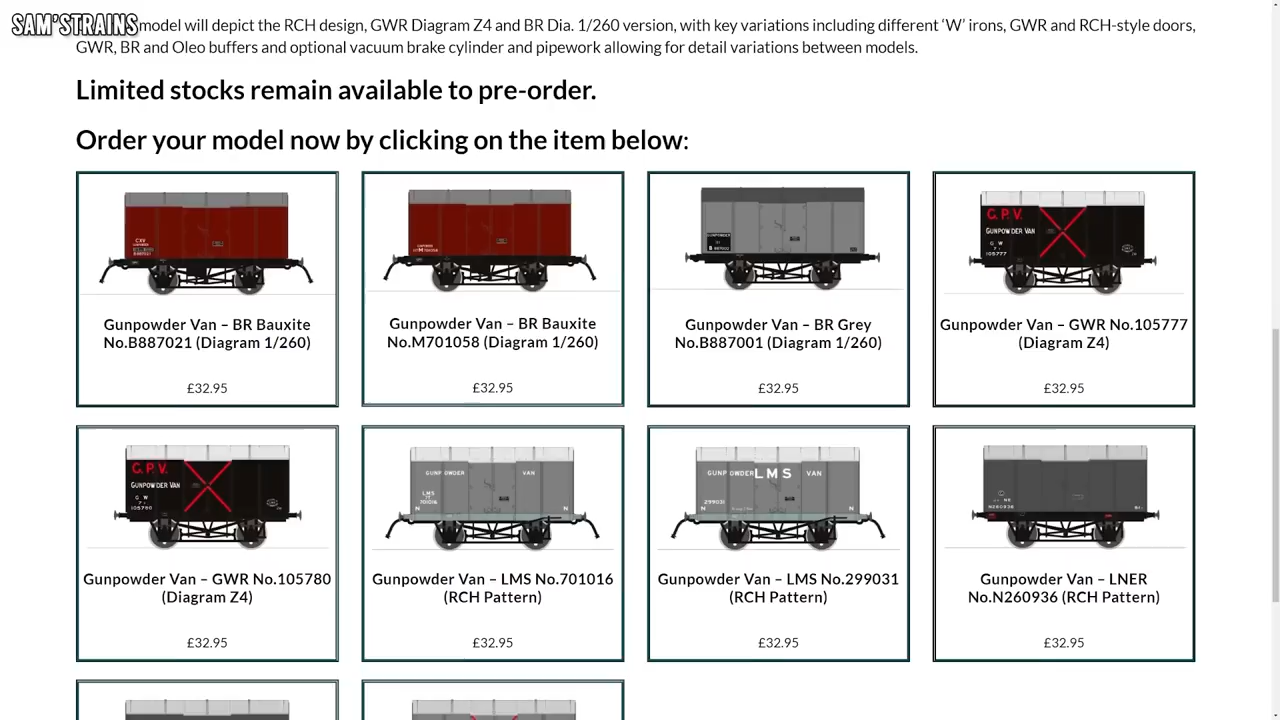 SAM'S TRAINS
model will depict the RCH design, GWR Diagram Z4 and BR Dia. 1/260 version, with key variations including different ‘W’ irons, GWR and RCH-style doors,
GWR, BR and Oleo buffers and optional vacuum brake cylinder and pipework allowing for detail variations between models.
Limited stocks remain available to pre-order.
Order your model now by clicking on the item below:
Gunpowder Van – BR Bauxite
No.B887021 (Diagram 1/260)
£32.95
Gunpowder Van – BR Bauxite
No.M701058 (Diagram 1/260)
£32.95
Gunpowder Van – BR Grey
No.B887001 (Diagram 1/260)
£32.95
G.P.V.
GUNPOWDER VAN
G W
105777
Gunpowder Van – GWR No.105777
(Diagram Z4)
£32.95
G.P.V.
GUNPOWDER VAN
G W
105780
Gunpowder Van – GWR No.105780
(Diagram Z4)
£32.95
GUNPOWDER VAN
LMS
701016
N N
Gunpowder Van – LMS No.701016
(RCH Pattern)
£32.95
GUNPOWDER LMS VAN
299031
N N
Gunpowder Van – LMS No.299031
(RCH Pattern)
£32.95
N260936
Gunpowder Van – LNER
No.N260936 (RCH Pattern)
£32.95